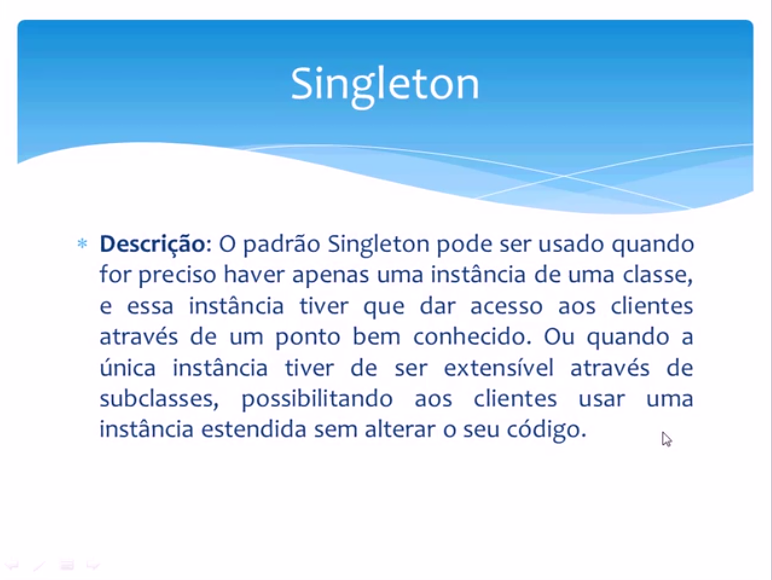 Singleton
* Descrição: O padrão Singleton pode ser usado quando
for preciso haver apenas uma instância de uma classe,
e essa instância tiver que dar acesso aos clientes
através de um ponto bem conhecido. Ou quando a
única instância tiver de ser extensível através de
subclasses, possibilitando aos clientes usar uma
instância estendida sem alterar o seu código.